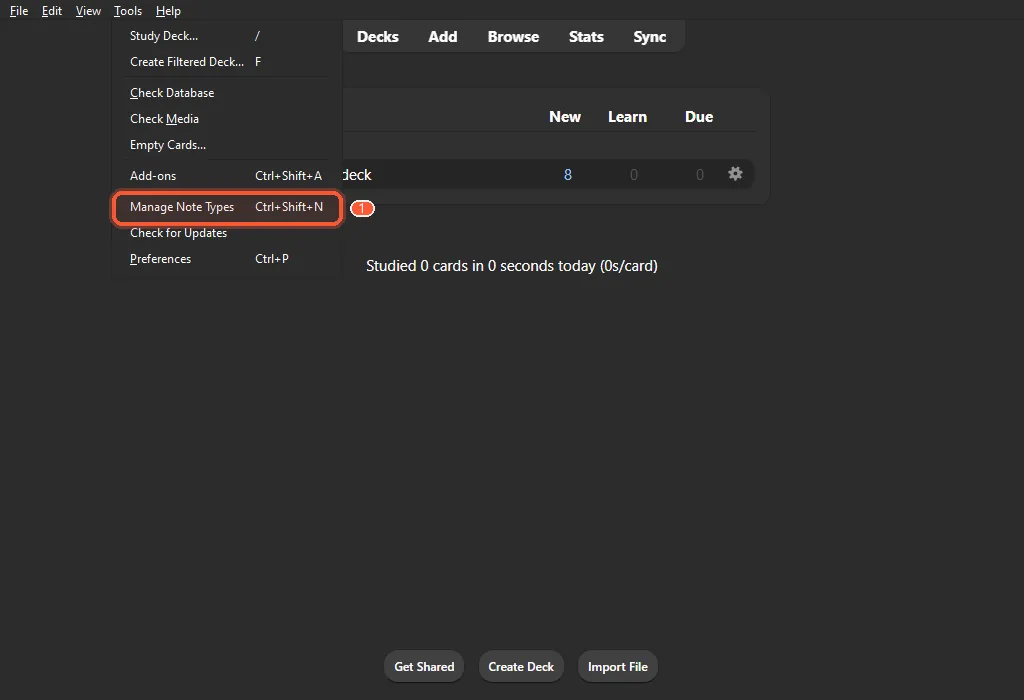 File Edit View Tools Help
Study Deck... /
Create Filtered Deck... F
Check Database
Check Media
Empty Cards...
Add-ons Ctrl+Shift+A
Manage Note Types Ctrl+Shift+N
1
Check for Updates
Preferences Ctrl+P
Decks Add Browse Stats Sync
New Learn Due
deck 8 0 0
Studied 0 cards in 0 seconds today (0s/card)
Get Shared Create Deck Import File